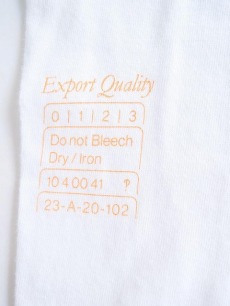 Export Quality
0 | 1 | 2 | 3
Do not Bleech
Dry / Iron
10 4 00 41
23-A-20-102